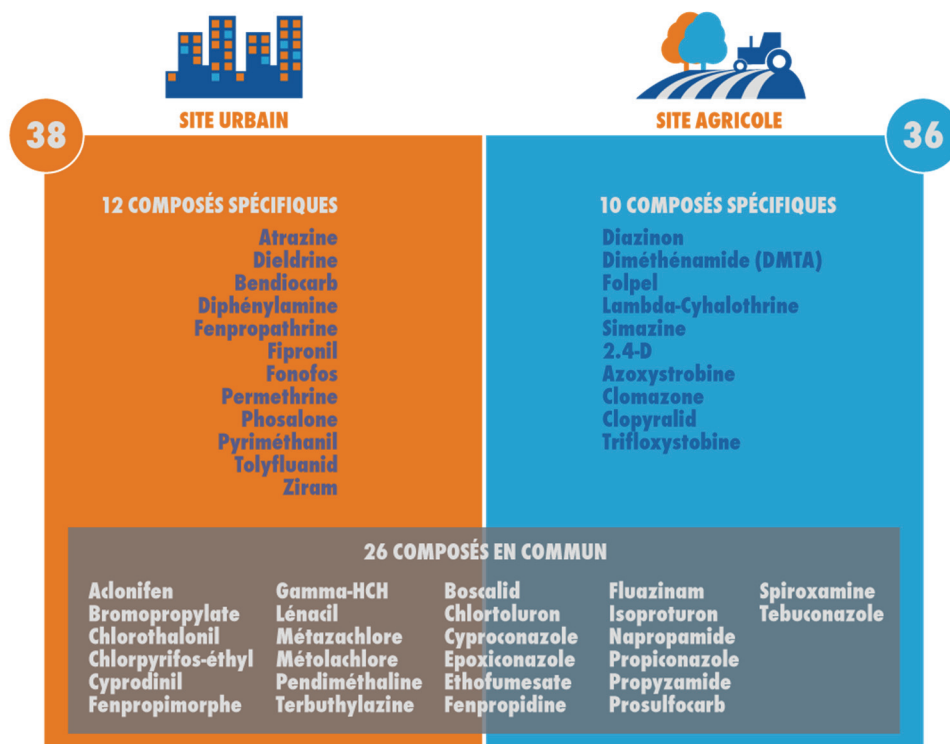 SITE URBAIN
SITE AGRICOLE
38
36
12 COMPOSÉS SPÉCIFIQUES
Atrazine
Dieldrine
Bendiocarb
Diphénylamine
Fenpropathrine
Fipronil
Fonofos
Permethrine
Phosalone
Pyriméthanil
Tolyfluanid
Ziram
10 COMPOSÉS SPÉCIFIQUES
Diazinon
Diméthénamide (DMTA)
Folpel
Lambda-Cyhalothrine
Simazine
2.4-D
Azoxystrobine
Clomazone
Clopyralid
Trifloxystobine
26 COMPOSÉS EN COMMUN
Aclonifen
Bromopropylate
Chlorothalonil
Chlorpyrifos-éthyl
Cyprodinil
Fenpropimorphe
Gamma-HCH
Lénacil
Métazachlore
Métolachlore
Pendiméthaline
Terbuthylazine
Boscalid
Chlortoluron
Cyproconazole
Epoxiconazole
Ethofumesate
Fenpropidine
Fluazinam
Isoproturon
Napropamide
Propiconazole
Propyzamide
Prosulfocarb
Spiroxamine
Tebuconazole